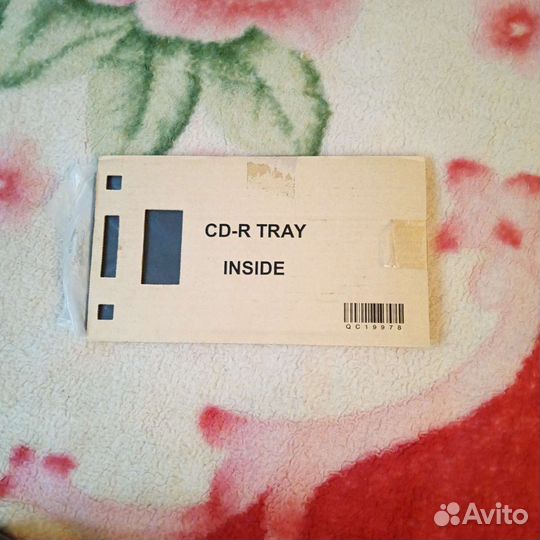 CD-R TRAY
INSIDE
QC19978
Avito